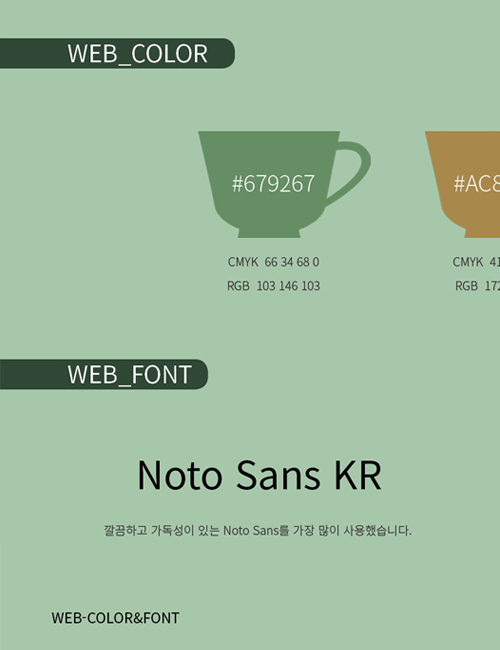 WEB_COLOR
#679267
#AC8
CMYK 66 34 68 0
CMYK 41
RGB 103 146 103
RGB 172
WEB_FONT
Noto Sans KR
깔끔하고 가독성이 있는 Noto Sans를 가장 많이 사용했습니다.
WEB-COLOR&FONT